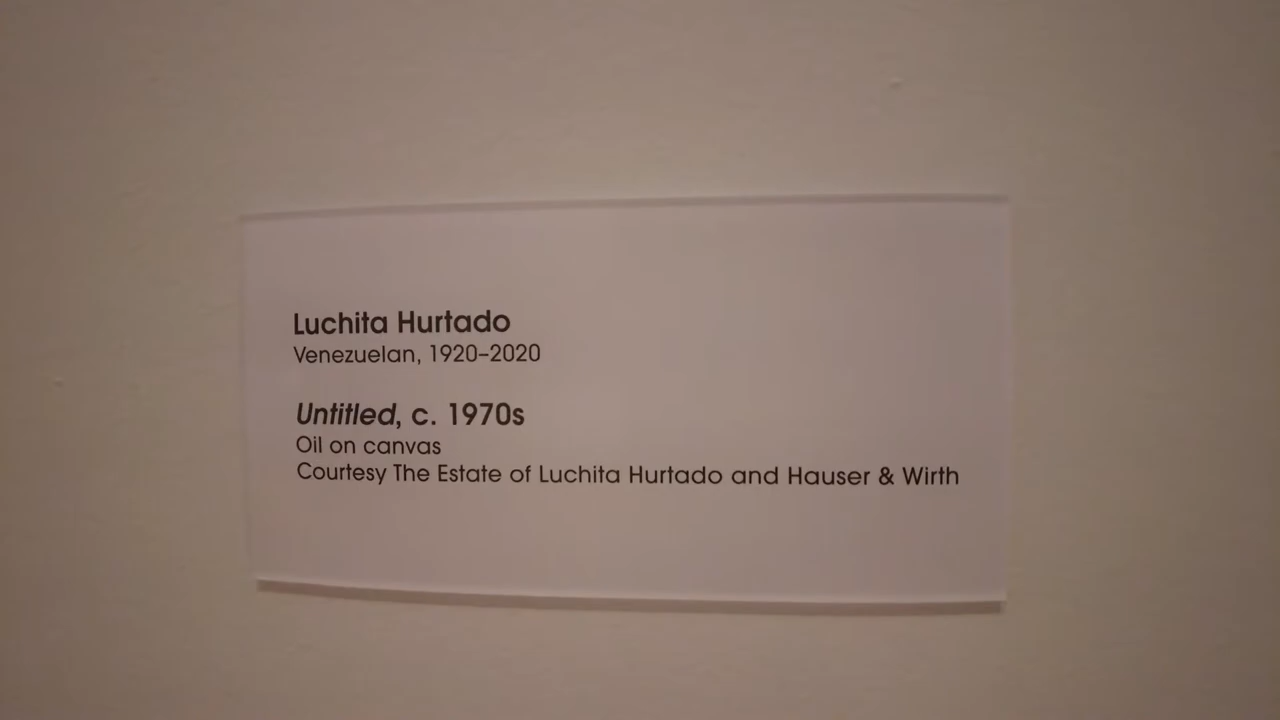 Luchita Hurtado
Venezuelan, 1920–2020
Untitled, c. 1970s
Oil on canvas
Courtesy The Estate of Luchita Hurtado and Hauser & Wirth